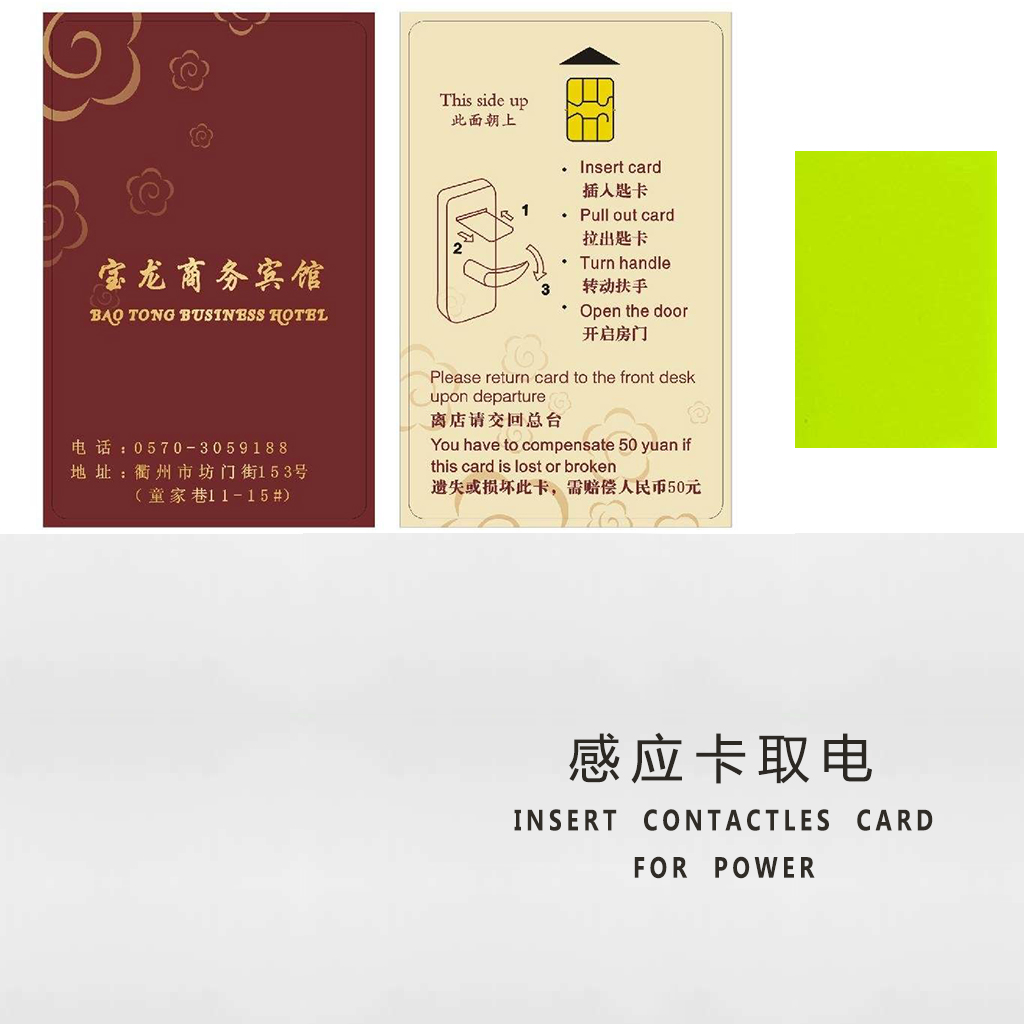 宝龙商务宾馆
BAO TONG BUSINESS HOTEL
电话:0570-3059188
地址:衢州市坊门街153号
(童家巷11-15#)
This side up
此面朝上
Insert card
插入匙卡
Pull out card
拉出匙卡
Turn handle
转动扶手
Open the door
开启房门
1
2
3
Please return card to the front desk
upon departure
离店请交回总台
You have to compensate 50 yuan if
this card is lost or broken
遗失或损坏此卡，需赔偿人民币50元
感应卡取电
INSERT CONTACTLES CARD
FOR POWER